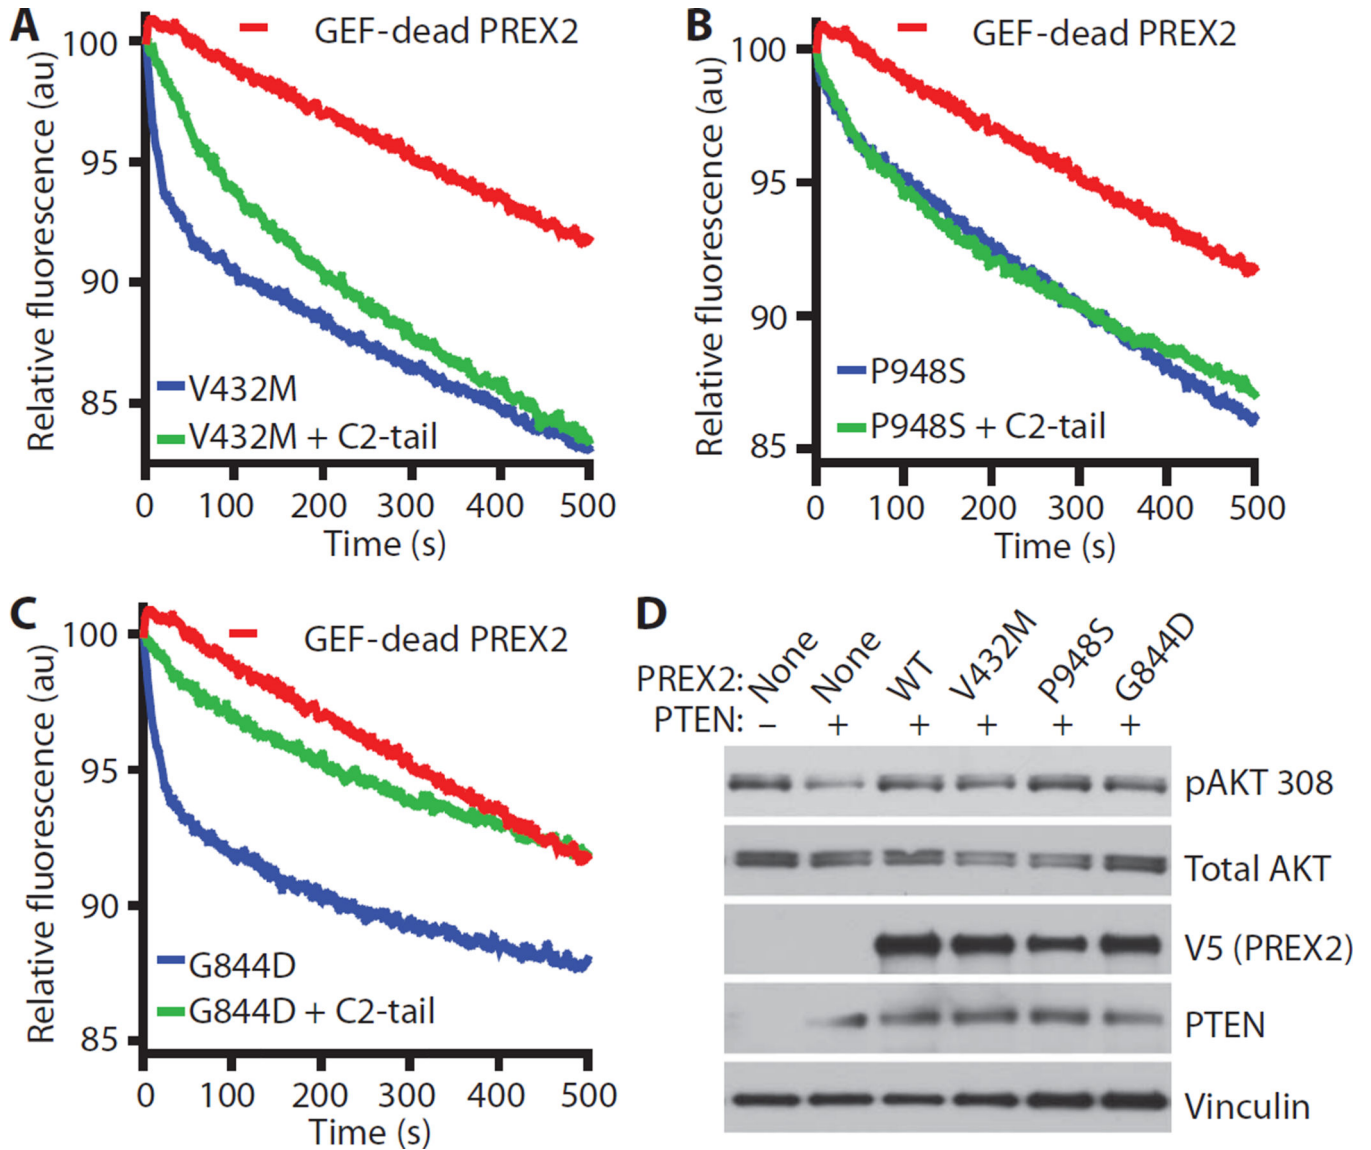 A
GEF-dead PREX2
Relative fluorescence (au)
100
95
90
85
V432M
V432M + C2-tail
0 100 200 300 400 500
Time (s)
B
GEF-dead PREX2
Relative fluorescence (au)
100
95
90
85
P948S
P948S + C2-tail
0 100 200 300 400 500
Time (s)
C
GEF-dead PREX2
Relative fluorescence (au)
100
95
90
85
G844D
G844D + C2-tail
0 100 200 300 400 500
Time (s)
D
PREX2: None None WT V432M P948S G844D
PTEN: – + + + + +
pAKT 308
Total AKT
V5 (PREX2)
PTEN
Vinculin